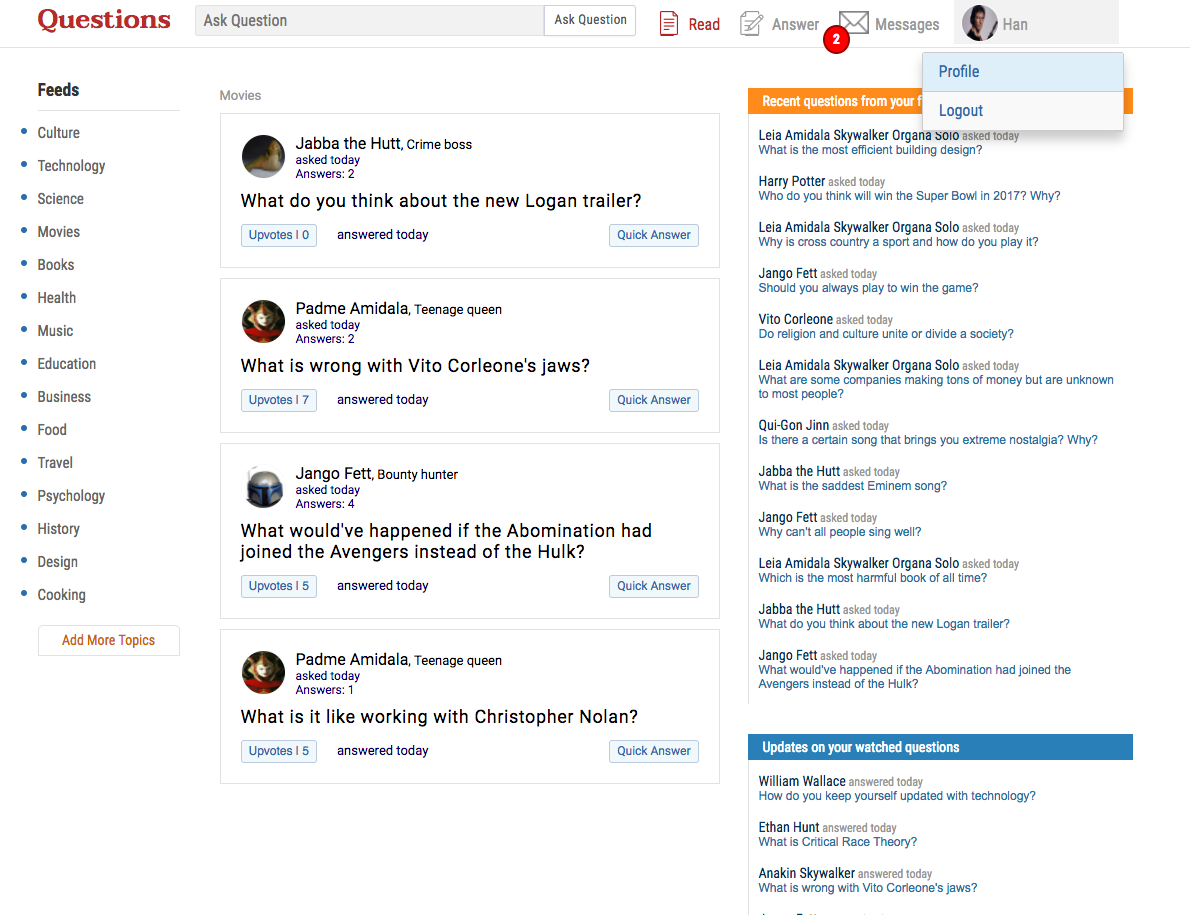 Questions
Ask Question
Ask Question
Read
Answer
2
Messages
Han
Profile
Logout
Feeds
Culture
Technology
Science
Movies
Books
Health
Music
Education
Business
Food
Travel
Psychology
History
Design
Cooking
Add More Topics
Movies
Jabba the Hutt, Crime boss
asked today
Answers: 2
What do you think about the new Logan trailer?
Upvotes | 0
answered today
Quick Answer
Padme Amidala, Teenage queen
asked today
Answers: 2
What is wrong with Vito Corleone's jaws?
Upvotes | 7
answered today
Quick Answer
Jango Fett, Bounty hunter
asked today
Answers: 4
What would've happened if the Abomination had
joined the Avengers instead of the Hulk?
Upvotes | 5
answered today
Quick Answer
Padme Amidala, Teenage queen
asked today
Answers: 1
What is it like working with Christopher Nolan?
Upvotes | 5
answered today
Quick Answer
Recent questions from your
Leia Amidala Skywalker Organa Solo asked today
What is the most efficient building design?
Harry Potter asked today
Who do you think will win the Super Bowl in 2017? Why?
Leia Amidala Skywalker Organa Solo asked today
Why is cross country a sport and how do you play it?
Jango Fett asked today
Should you always play to win the game?
Vito Corleone asked today
Do religion and culture unite or divide a society?
Leia Amidala Skywalker Organa Solo asked today
What are some companies making tons of money but are unknown
to most people?
Qui-Gon Jinn asked today
Is there a certain song that brings you extreme nostalgia? Why?
Jabba the Hutt asked today
What is the saddest Eminem song?
Jango Fett asked today
Why can't all people sing well?
Leia Amidala Skywalker Organa Solo asked today
Which is the most harmful book of all time?
Jabba the Hutt asked today
What do you think about the new Logan trailer?
Jango Fett asked today
What would've happened if the Abomination had joined the
Avengers instead of the Hulk?
Updates on your watched questions
William Wallace answered today
How do you keep yourself updated with technology?
Ethan Hunt answered today
What is Critical Race Theory?
Anakin Skywalker answered today
What is wrong with Vito Corleone's jaws?